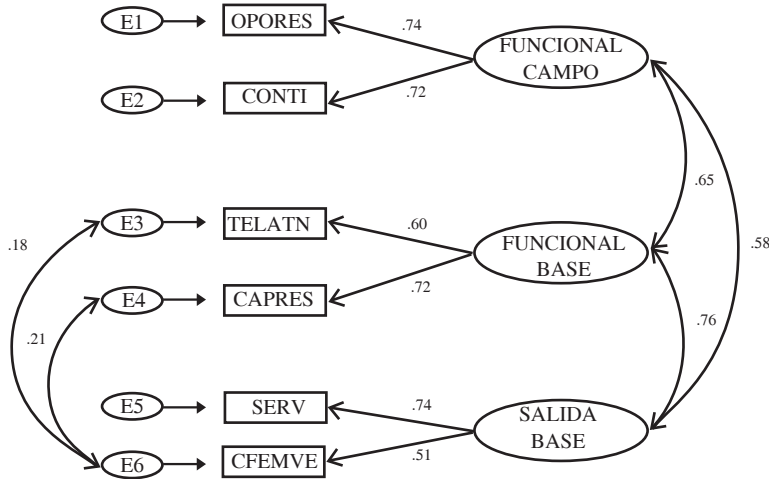 E1 OPORES .74 FUNCIONAL
CAMPO
E2 CONTI .72
.65
.18 E3 TELATN .60 FUNCIONAL
BASE .58
E4 CAPRES .72
.21 .76
E5 SERV .74 SALIDA
BASE
E6 CFEMVE .51